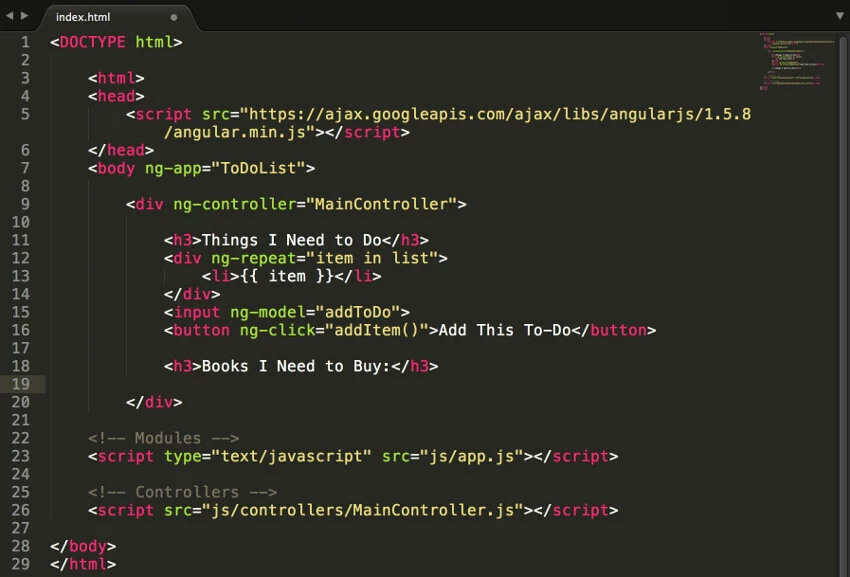 index.html
1 <DOCTYPE html>
2
3 <html>
4 <head>
5 <script src="https://ajax.googleapis.com/ajax/libs/angularjs/1.5.8
/angular.min.js"></script>
6 </head>
7 <body ng-app="ToDoList">
8
9 <div ng-controller="MainController">
10
11 <h3>Things I Need to Do</h3>
12 <div ng-repeat="item in list">
13 <li>{{ item }}</li>
14 </div>
15 <input ng-model="addToDo">
16 <button ng-click="addItem()">Add This To-Do</button>
17
18 <h3>Books I Need to Buy:</h3>
19
20 </div>
21
22 <!-- Modules -->
23 <script type="text/javascript" src="js/app.js"></script>
24
25 <!-- Controllers -->
26 <script src="js/controllers/MainController.js"></script>
27
28 </body>
29 </html>